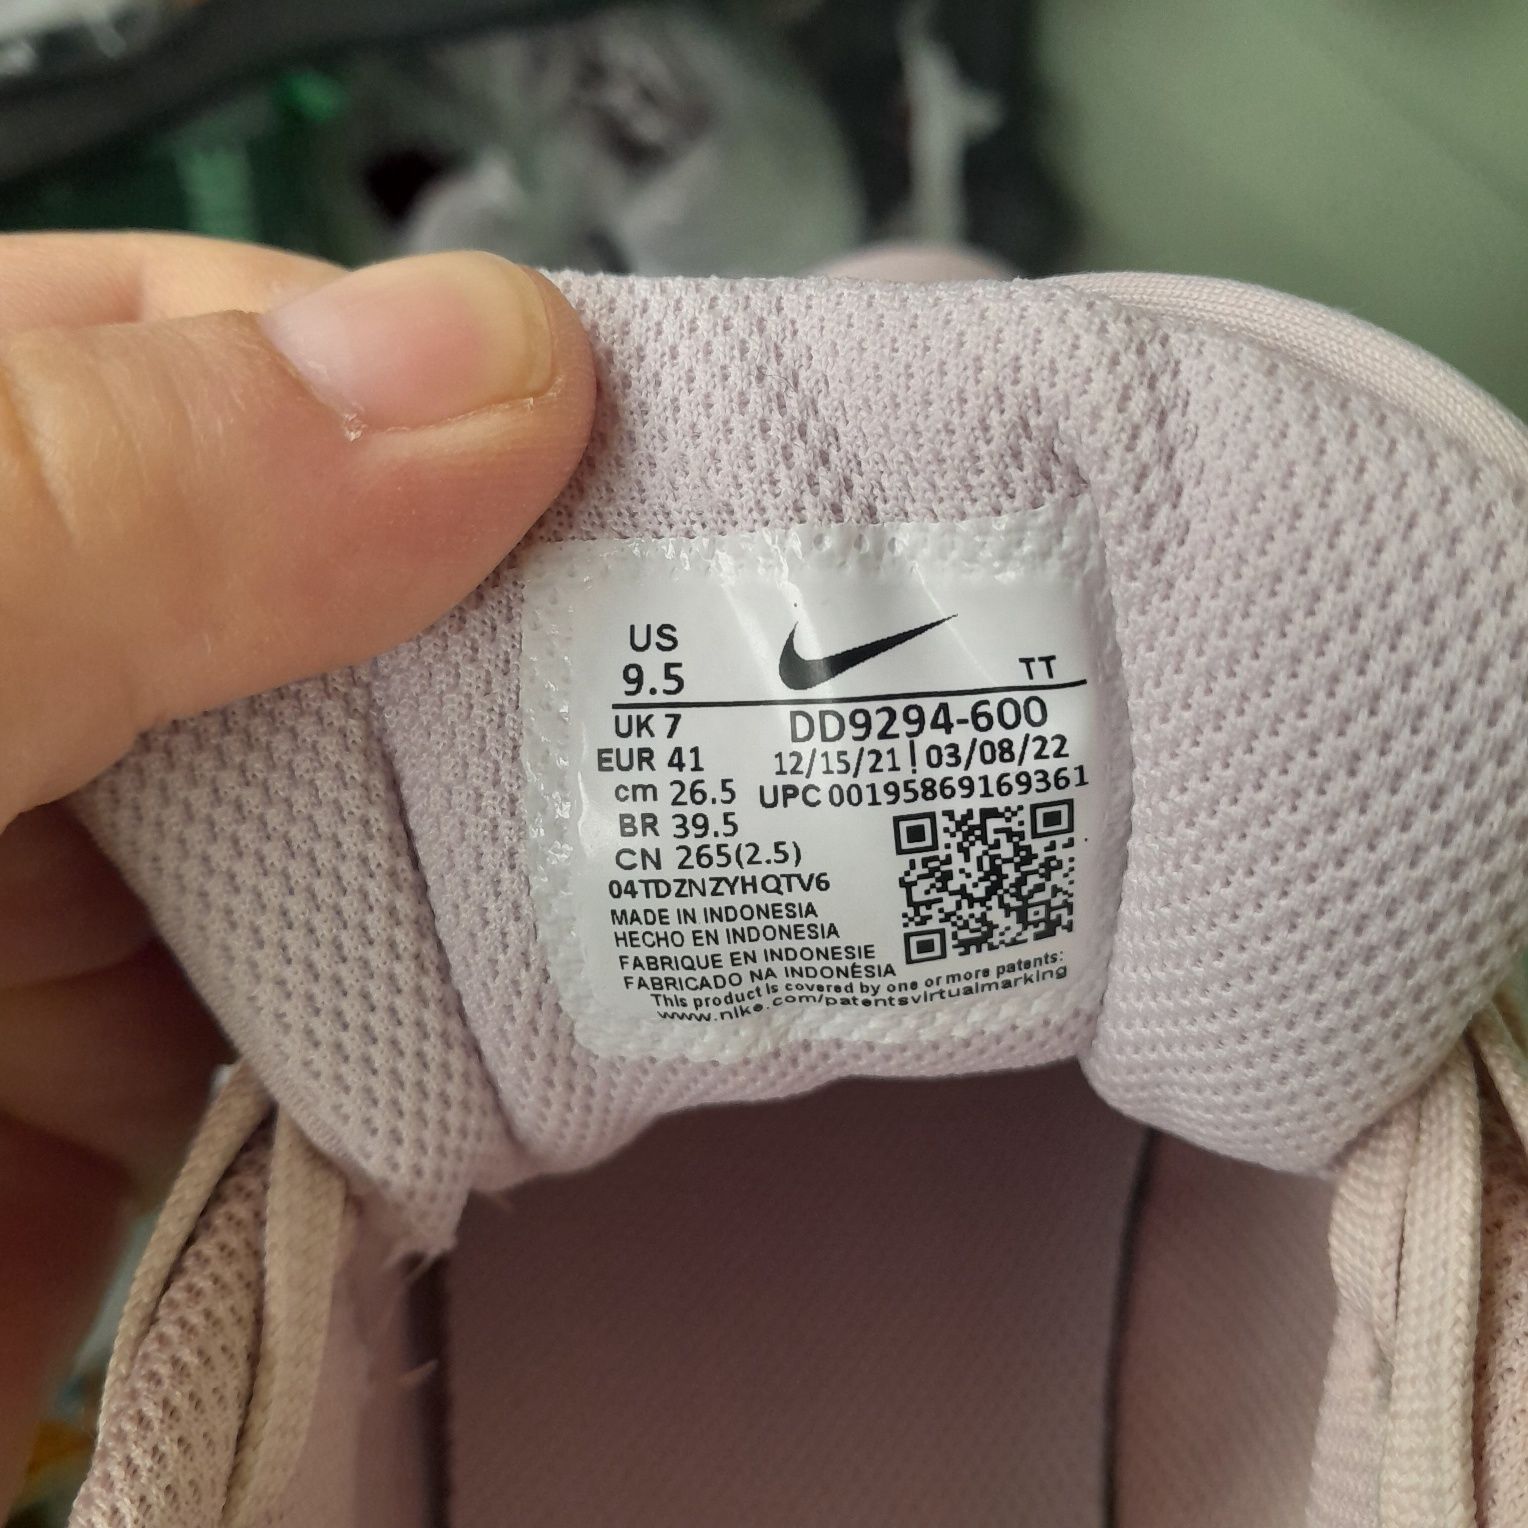 US
9.5
TT
UK 7
DD9294-600
EUR 41
12/15/21 | 03/08/22
cm 26.5
UPC 00195869169361
BR 39.5
CN 265(2.5)
04TDZNZYHQTV6
MADE IN INDONESIA
HECHO EN INDONESIA
FABRIQUE EN INDONESIE
FABRICADO NA INDONÉSIA
This product is covered by one or more patents:
www.nike.com/patentsvirtualmarking